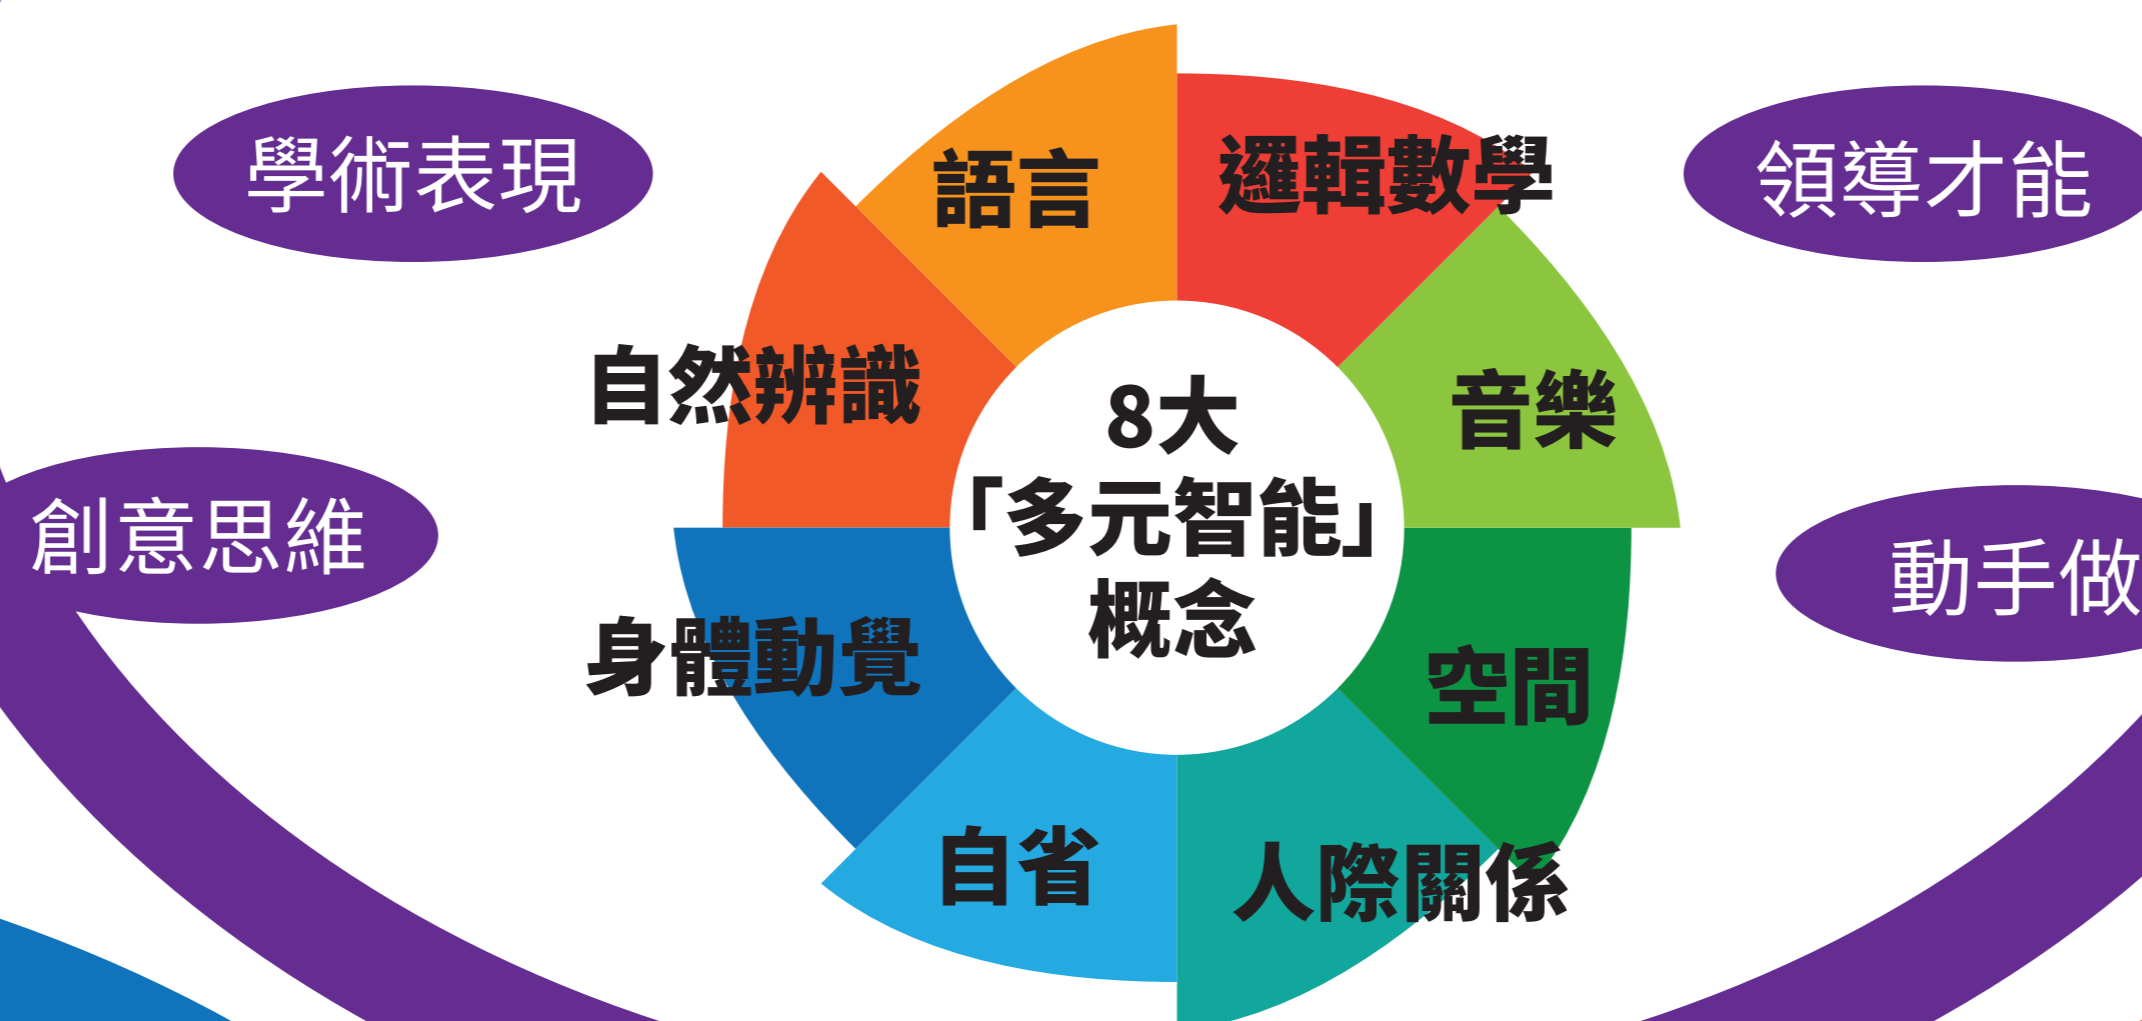 學術表現
語言
邏輯數學
領導才能
自然辨識
音樂
8大
「多元智能」
概念
創意思維
動手做
身體動覺
空間
自省
人際關係